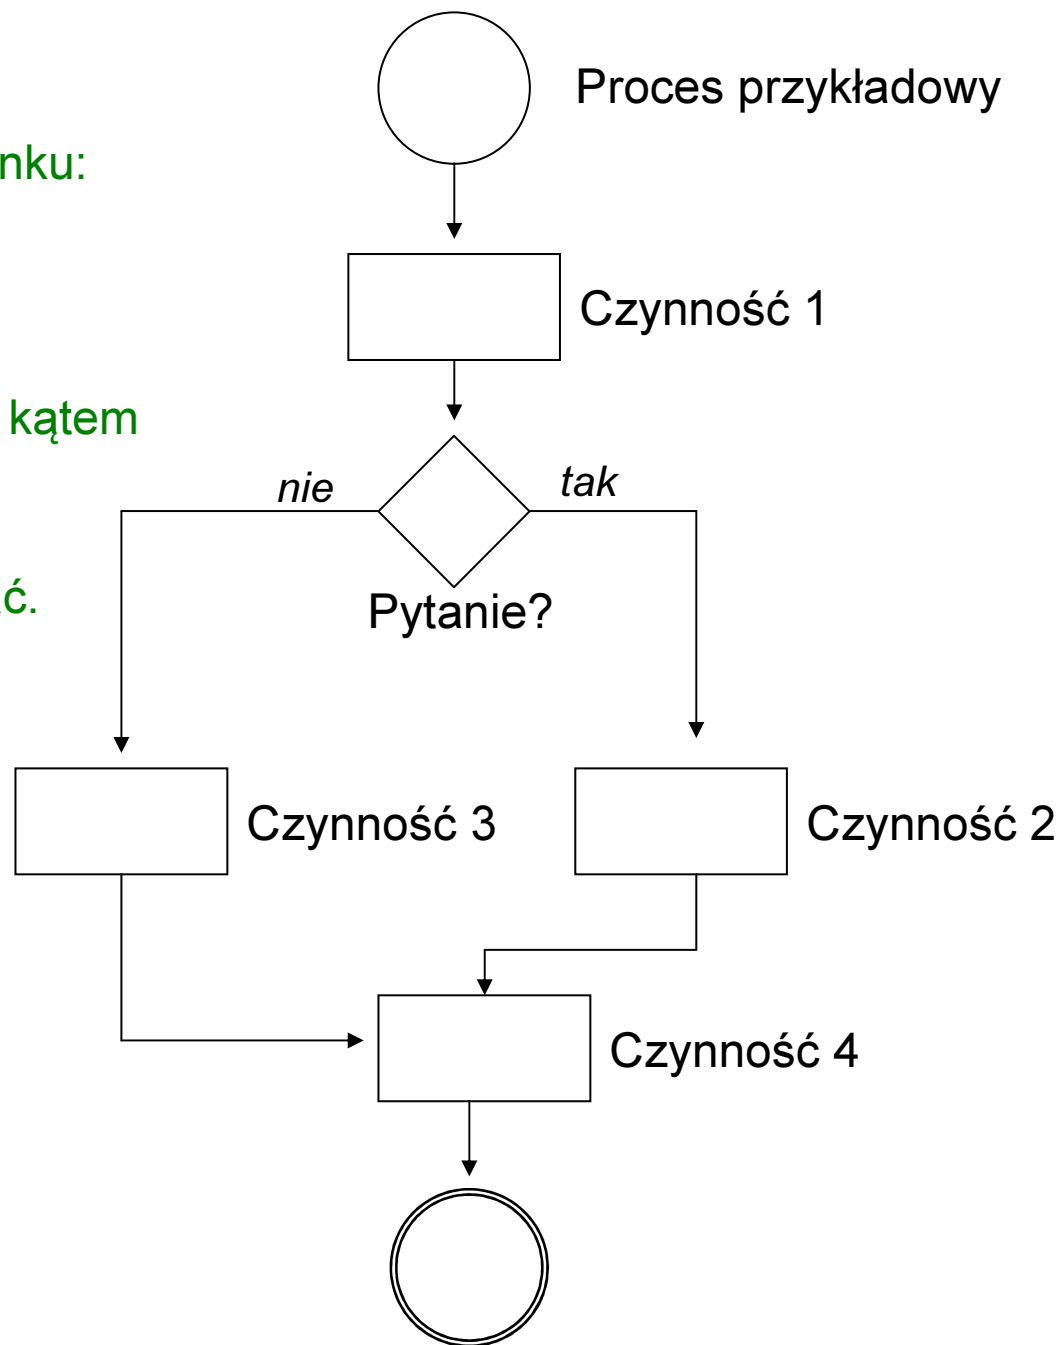 Proces przykładowy
nku:
Czynność 1
kątem
nie
tak
ć.
Pytanie?
Czynność 3
Czynność 2
Czynność 4